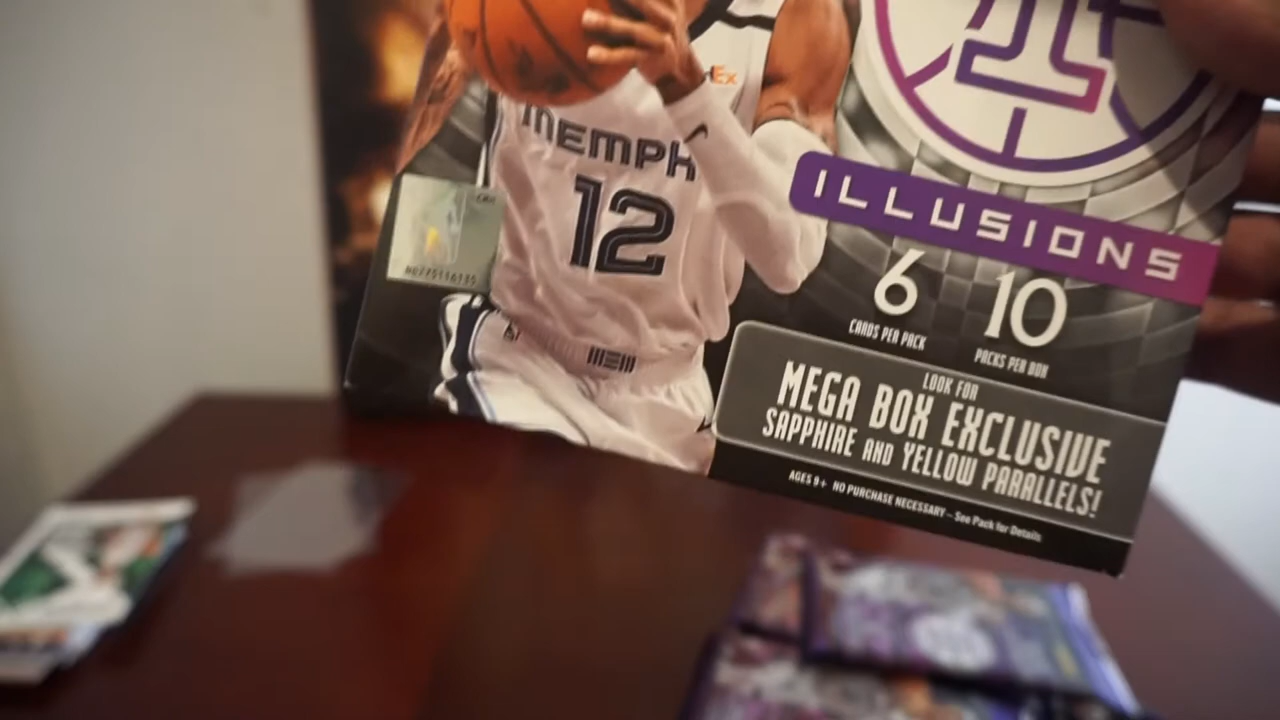 Ex
MEMPH
12
ILLUSIONS
6 10
CARDS PER PACK PACKS PER BOX
LOOK FOR
MEGA BOX EXCLUSIVE
SAPPHIRE AND YELLOW PARALLELS!
AGES 9+ NO PURCHASE NECESSARY – See Pack for Details